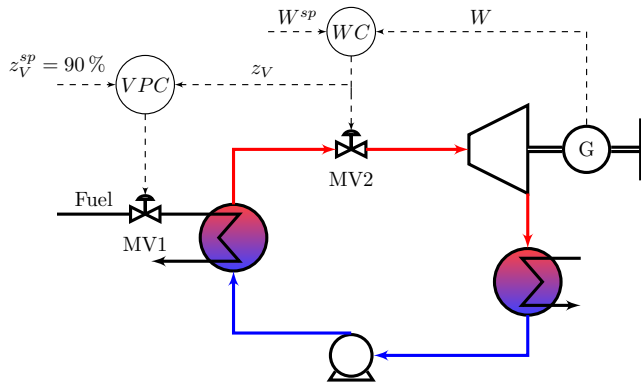 W^{sp}
WC
W
z_V^{sp} = 90 %
VPC
z_V
G
MV2
Fuel
MV1